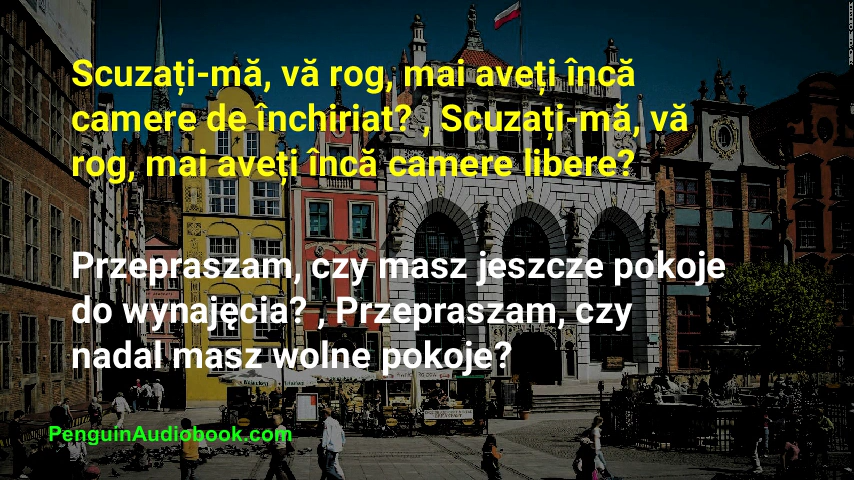 Scuzați-mă, vă rog, mai aveți încă
camere de închiriat? , Scuzați-mă, vă
rog, mai aveți încă camere libere?
Przepraszam, czy masz jeszcze pokoje
do wynajęcia? , Przepraszam, czy
nadal masz wolne pokoje?
PenguinAudiobook.com